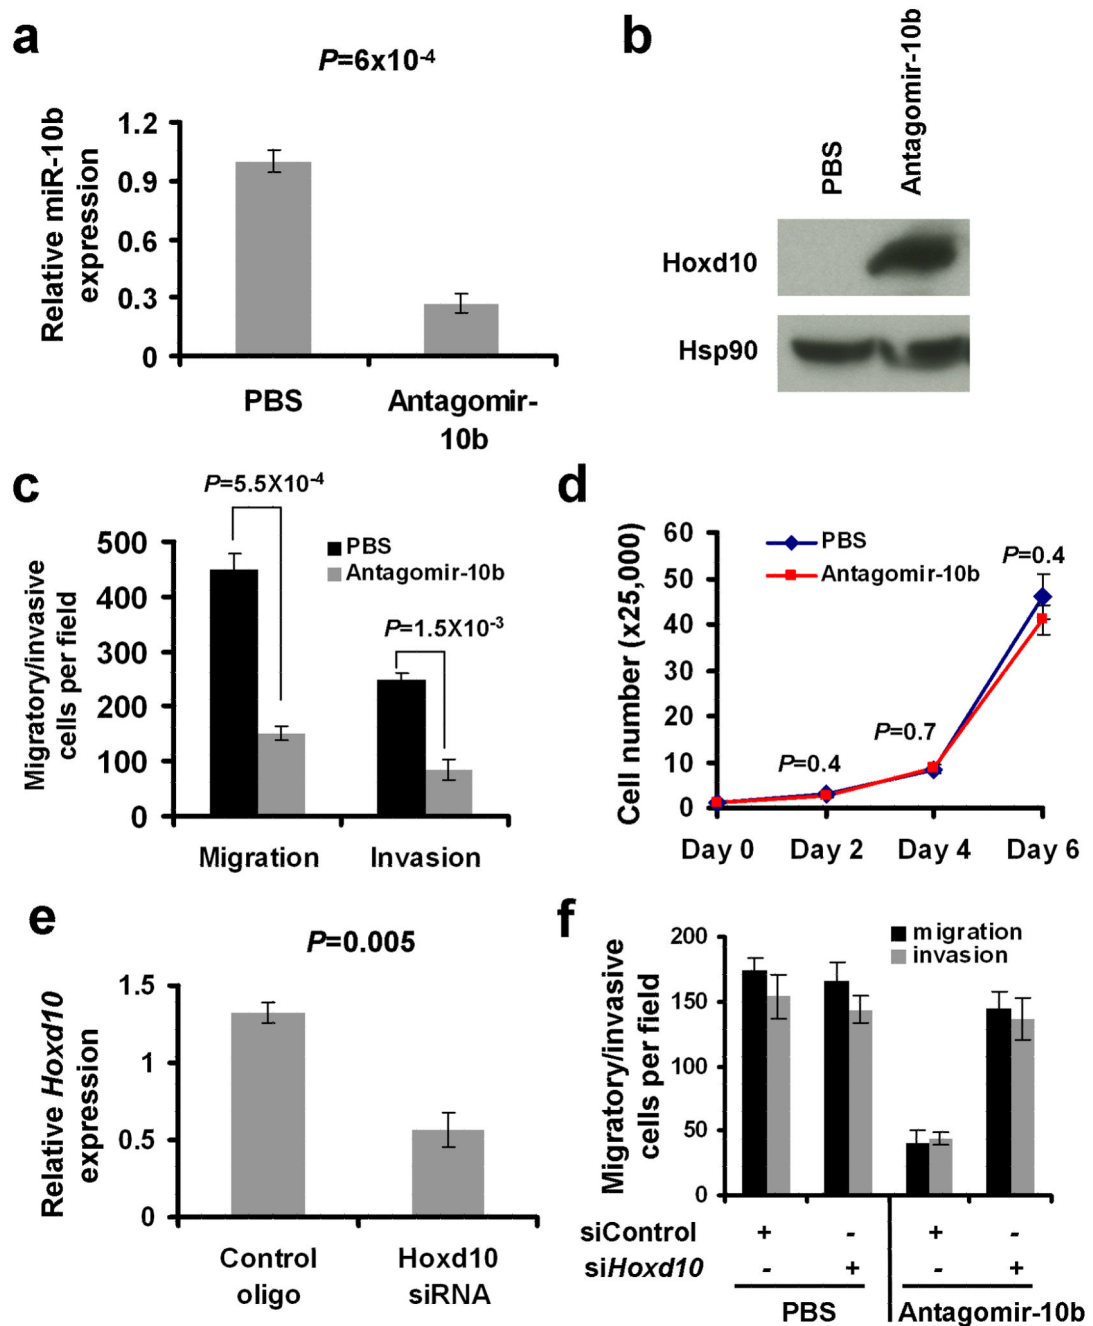 a
P=6x10⁻⁴
Relative miR-10b
expression
1.2
0.9
0.6
0.3
0
PBS
Antagomir-
10b
b
PBS
Antagomir-10b
Hoxd10
Hsp90
c
P=5.5X10⁻⁴
Migratory/invasive
cells per field
500
400
300
200
100
0
PBS
Antagomir-10b
P=1.5X10⁻³
Migration
Invasion
d
Cell number (x25,000)
60
50
40
30
20
10
0
PBS
Antagomir-10b
P=0.4
P=0.7
P=0.4
Day 0
Day 2
Day 4
Day 6
e
P=0.005
Relative Hoxd10
expression
1.5
1
0.5
0
Control
oligo
Hoxd10
siRNA
f
Migratory/invasive
cells per field
200
150
100
50
0
migration
invasion
siControl + - + -
siHoxd10 - + - +
PBS
Antagomir-10b